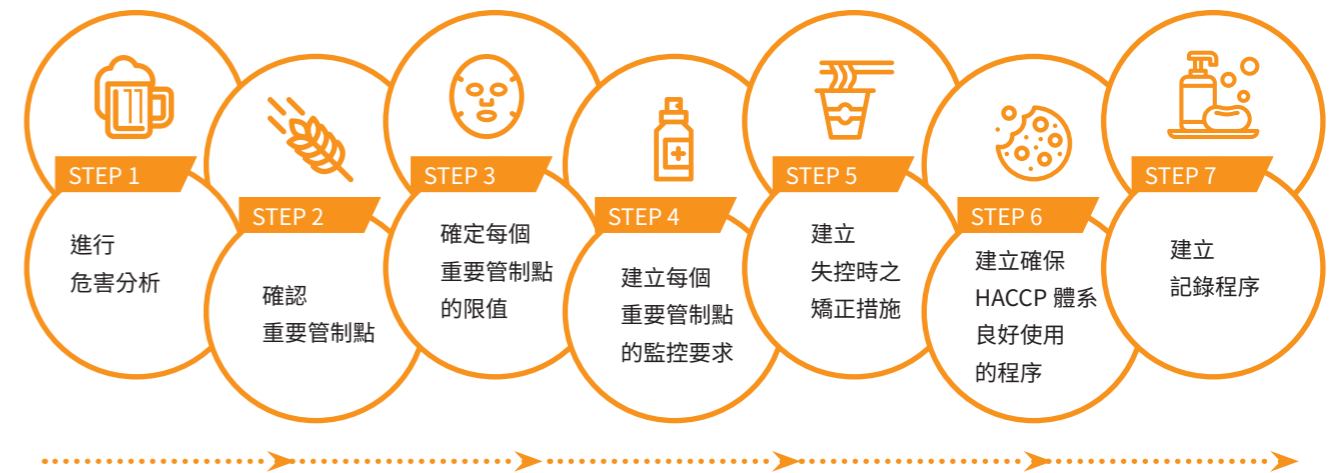 STEP 1
進行
危害分析
STEP 2
確認
重要管制點
STEP 3
確定每個
重要管制點
的限值
STEP 4
建立每個
重要管制點
的監控要求
STEP 5
建立
失控時之
矯正措施
STEP 6
建立確保
HACCP 體系
良好使用
的程序
STEP 7
建立
記錄程序